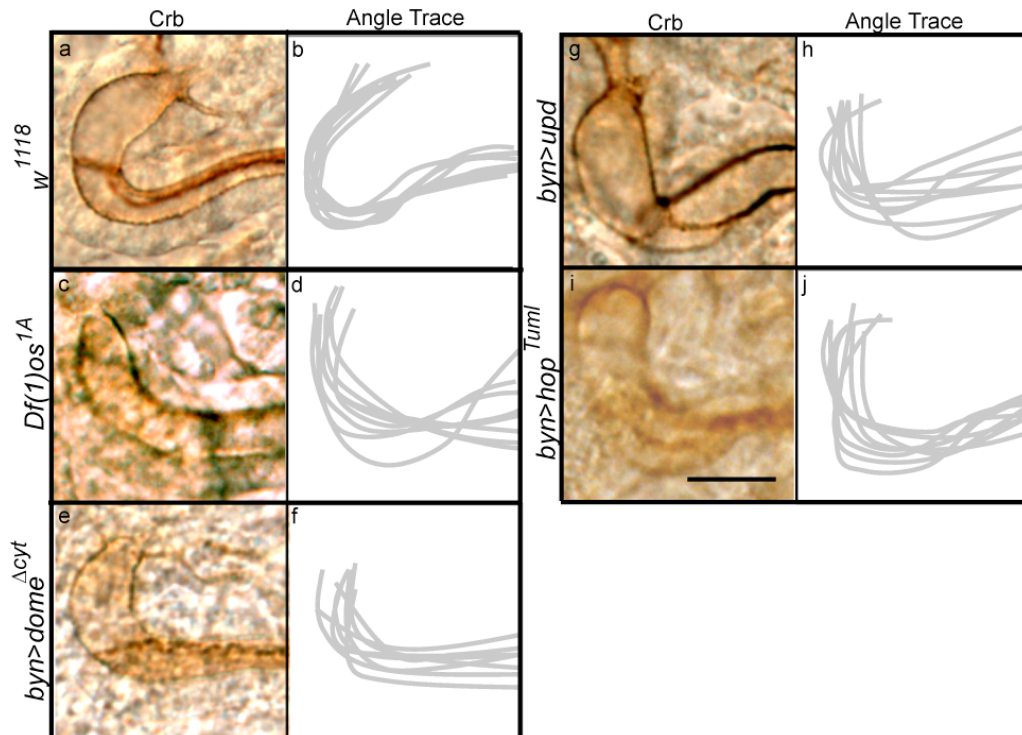 Crb Angle Trace
w1118
a b
Df(1)os1A
c d
byn>domeΔcyt
e f
Crb Angle Trace
byn>upd
g h
byn>hopTuml
i j